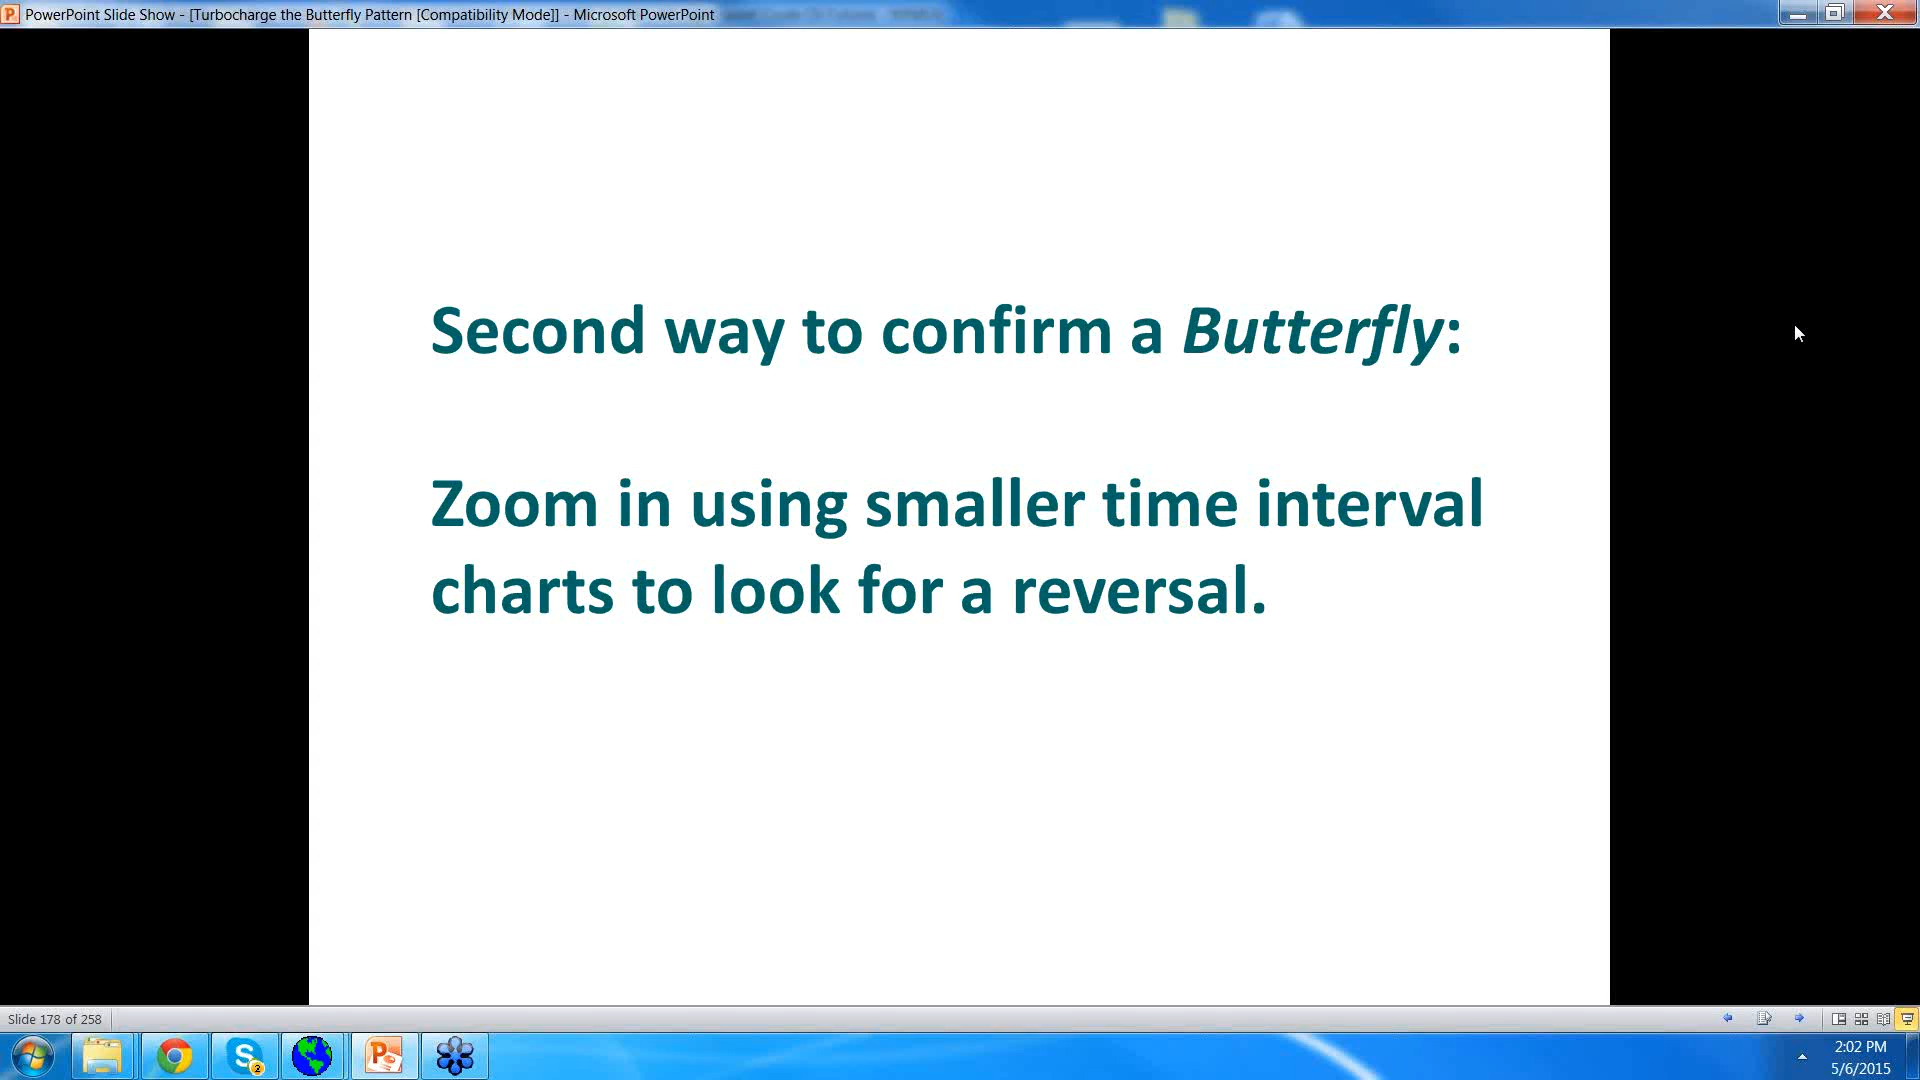 PowerPoint Slide Show - [Turbocharge the Butterfly Pattern [Compatibility Mode]] - Microsoft PowerPoint
Second way to confirm a Butterfly:
Zoom in using smaller time interval
charts to look for a reversal.
Slide 178 of 258
2
2:02 PM
5/6/2015